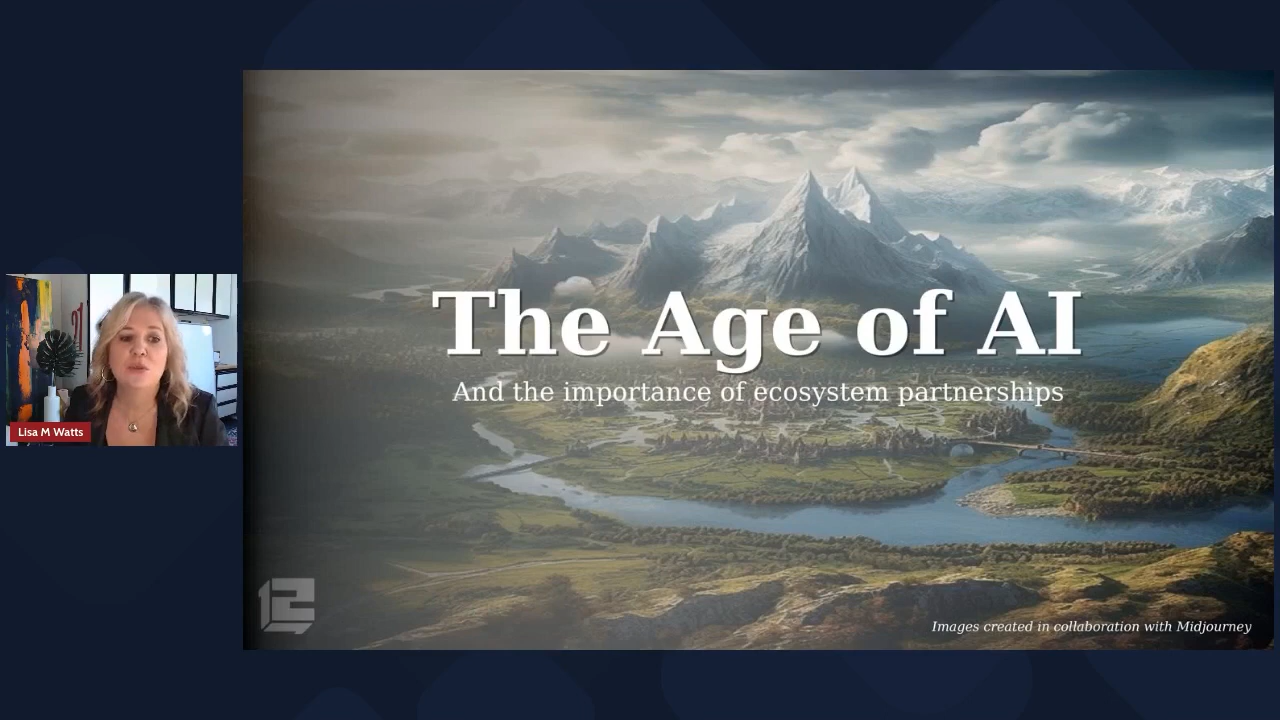 The Age of AI
And the importance of ecosystem partnerships
Lisa M Watts
Images created in collaboration with Midjourney